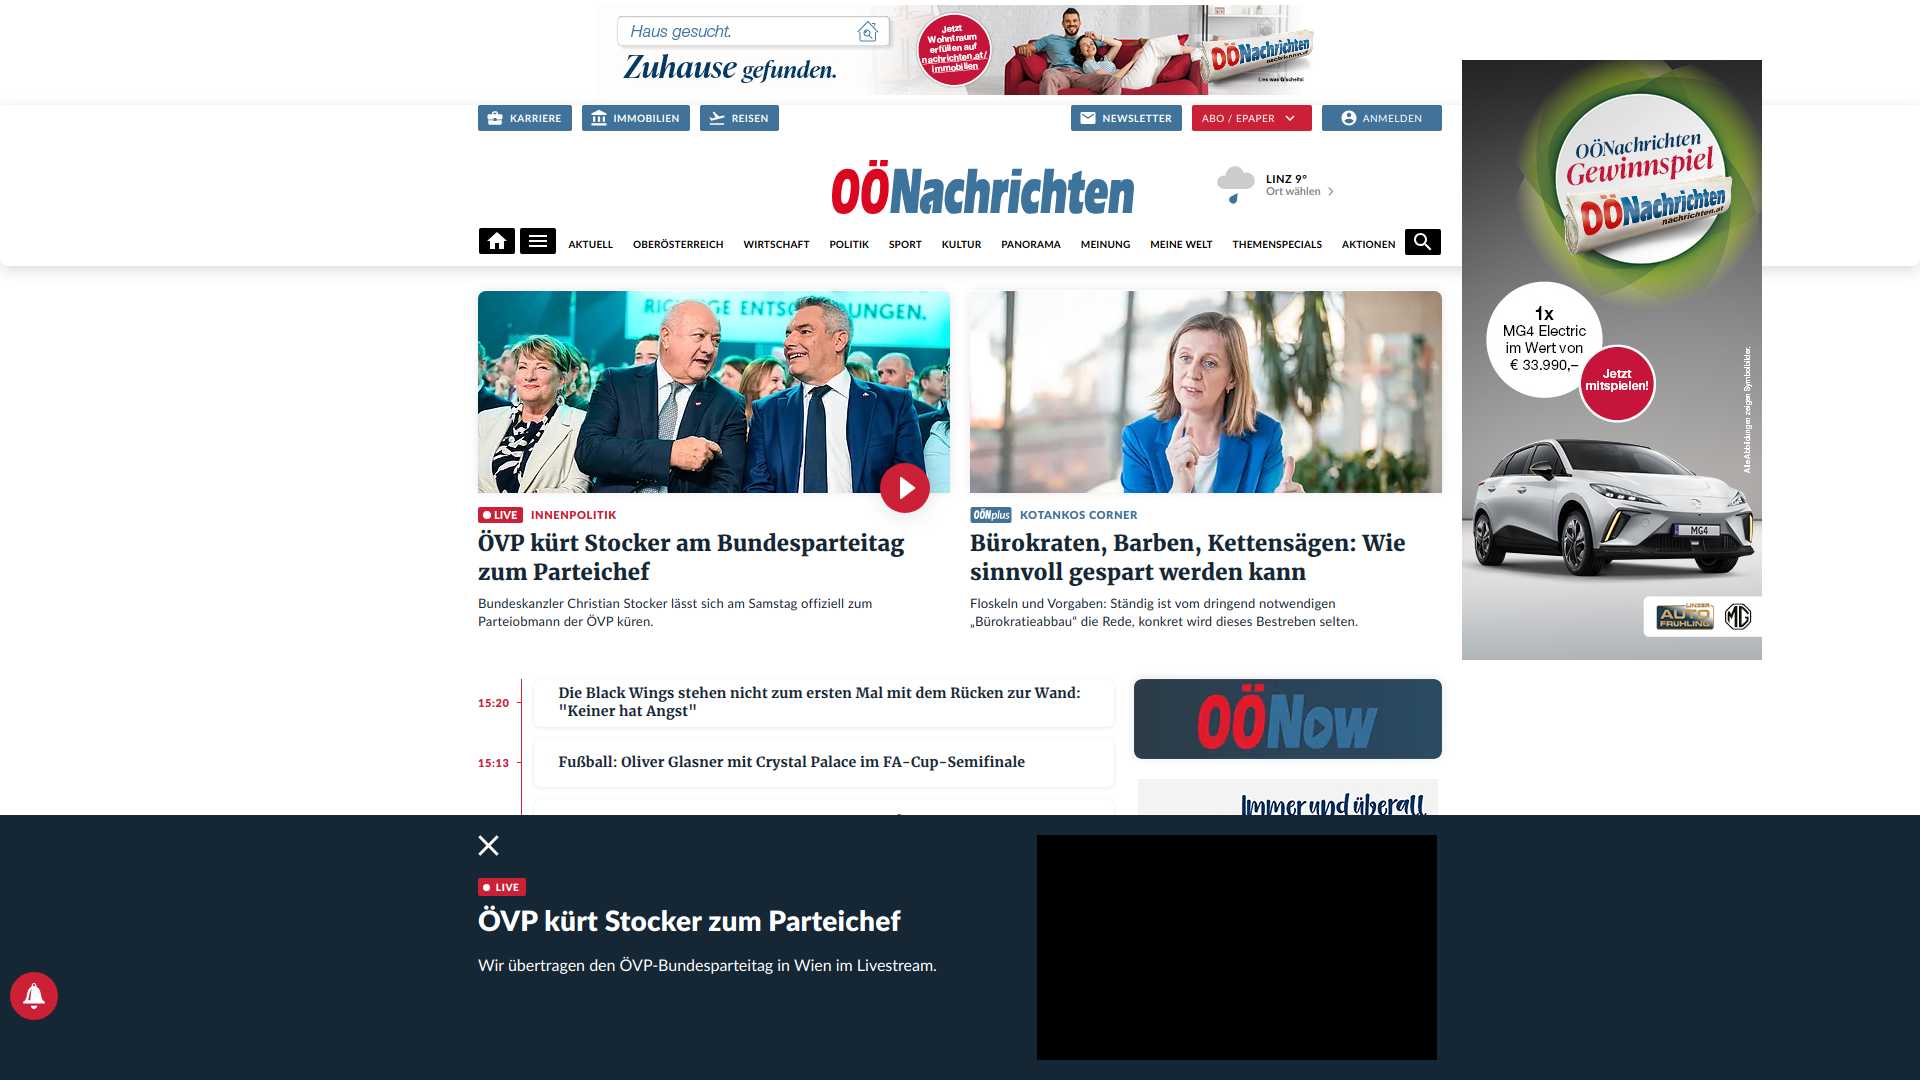 Haus gesucht.
Zuhause gefunden.
Jetzt
Wohntraum
erfüllen auf
nachrichten.at/
immobilien
OÖNachrichten
nachrichten.at
Lies was G'scheits!
KARRIERE
IMMOBILIEN
REISEN
NEWSLETTER
ABO / EPAPER
ANMELDEN
OÖNachrichten
LINZ 9°
Ort wählen
AKTUELL
OBERÖSTERREICH
WIRTSCHAFT
POLITIK
SPORT
KULTUR
PANORAMA
MEINUNG
MEINE WELT
THEMENSPECIALS
AKTIONEN
OÖNachrichten
Gewinnspiel
OÖNachrichten
nachrichten.at
1x
MG4 Electric
im Wert von
€ 33.990,–
Jetzt
mitspielen!
Alle Abbildungen zeigen Symbolbilder.
MG4
LINZER
AUTO
FRÜHLING
MG
LIVE
INNENPOLITIK
ÖVP kürt Stocker am Bundesparteitag
zum Parteichef
Bundeskanzler Christian Stocker lässt sich am Samstag offiziell zum
Parteiobmann der ÖVP küren.
OÖNplus
KOTANKOS CORNER
Bürokraten, Barben, Kettensägen: Wie
sinnvoll gespart werden kann
Floskeln und Vorgaben: Ständig ist vom dringend notwendigen
„Bürokratieabbau“ die Rede, konkret wird dieses Bestreben selten.
15:20
Die Black Wings stehen nicht zum ersten Mal mit dem Rücken zur Wand:
"Keiner hat Angst"
15:13
Fußball: Oliver Glasner mit Crystal Palace im FA-Cup-Semifinale
OÖNow
Immer und überall
LIVE
ÖVP kürt Stocker zum Parteichef
Wir übertragen den ÖVP-Bundesparteitag in Wien im Livestream.